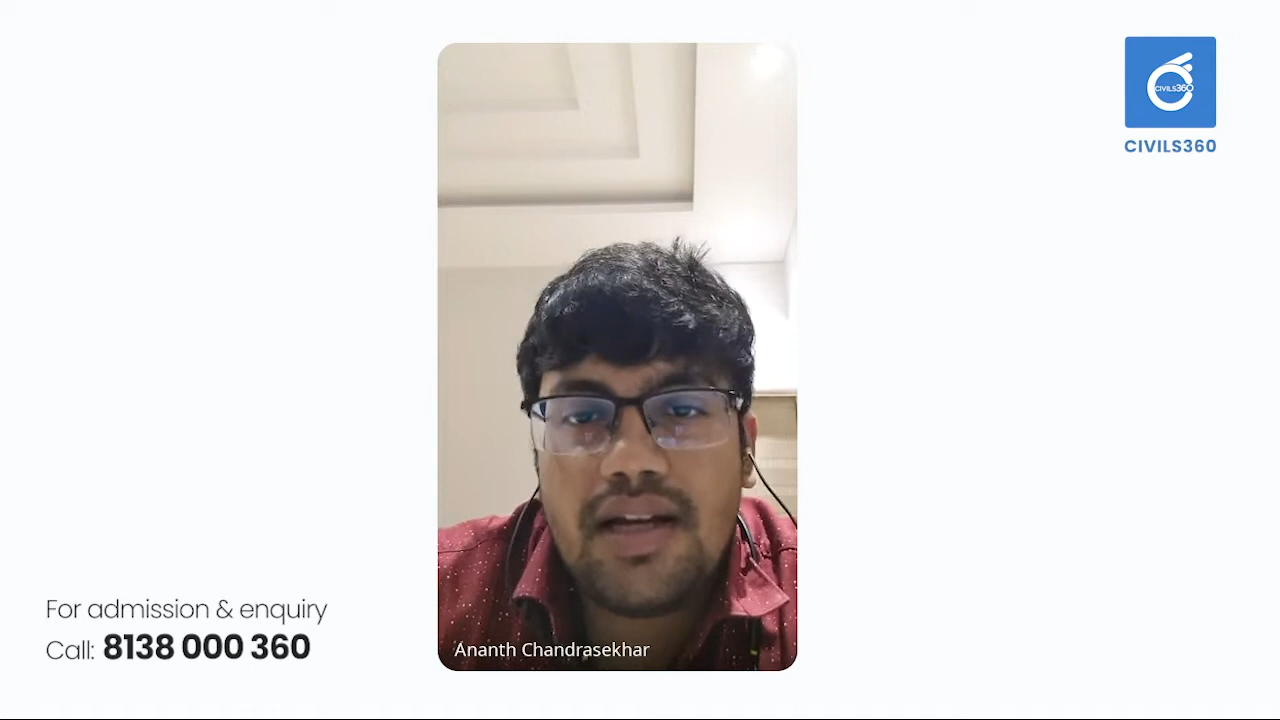 CIVILS360
CIVILS360
For admission & enquiry
Call: 8138 000 360
Ananth Chandrasekhar